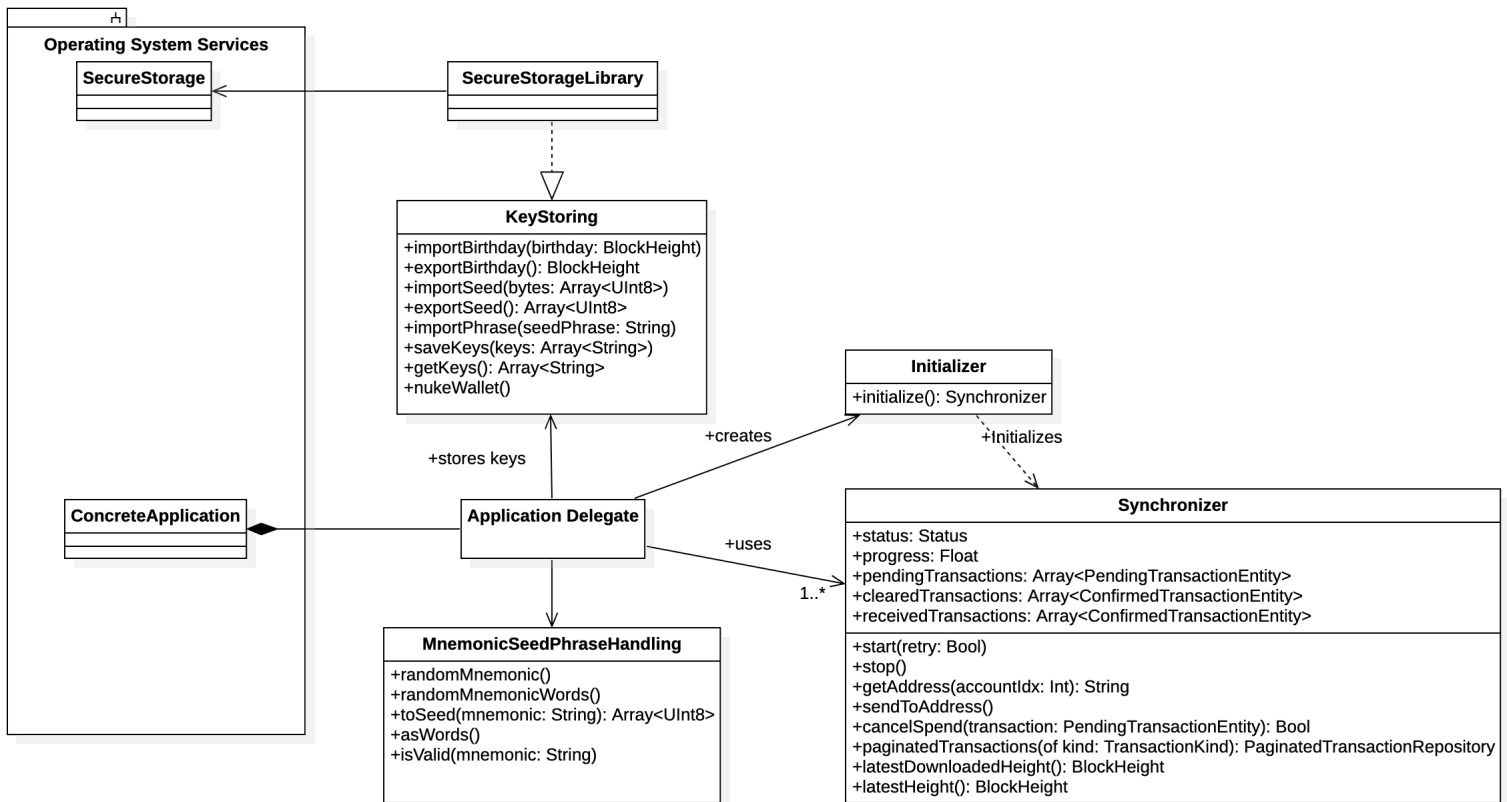 Operating System Services
SecureStorage
SecureStorageLibrary
KeyStoring
+importBirthday(birthday: BlockHeight)
+exportBirthday(): BlockHeight
+importSeed(bytes: Array<UInt8>)
+exportSeed(): Array<UInt8>
+importPhrase(seedPhrase: String)
+saveKeys(keys: Array<String>)
+getKeys(): Array<String>
+nukeWallet()
Initializer
+initialize(): Synchronizer
+creates
+Initializes
+stores keys
ConcreteApplication
Application Delegate
+uses
1..*
Synchronizer
+status: Status
+progress: Float
+pendingTransactions: Array<PendingTransactionEntity>
+clearedTransactions: Array<ConfirmedTransactionEntity>
+receivedTransactions: Array<ConfirmedTransactionEntity>
+start(retry: Bool)
+stop()
+getAddress(accountIdx: Int): String
+sendToAddress()
+cancelSpend(transaction: PendingTransactionEntity): Bool
+paginatedTransactions(of kind: TransactionKind): PaginatedTransactionRepository
+latestDownloadedHeight(): BlockHeight
+latestHeight(): BlockHeight
MnemonicSeedPhraseHandling
+randomMnemonic()
+randomMnemonicWords()
+toSeed(mnemonic: String): Array<UInt8>
+asWords()
+isValid(mnemonic: String)